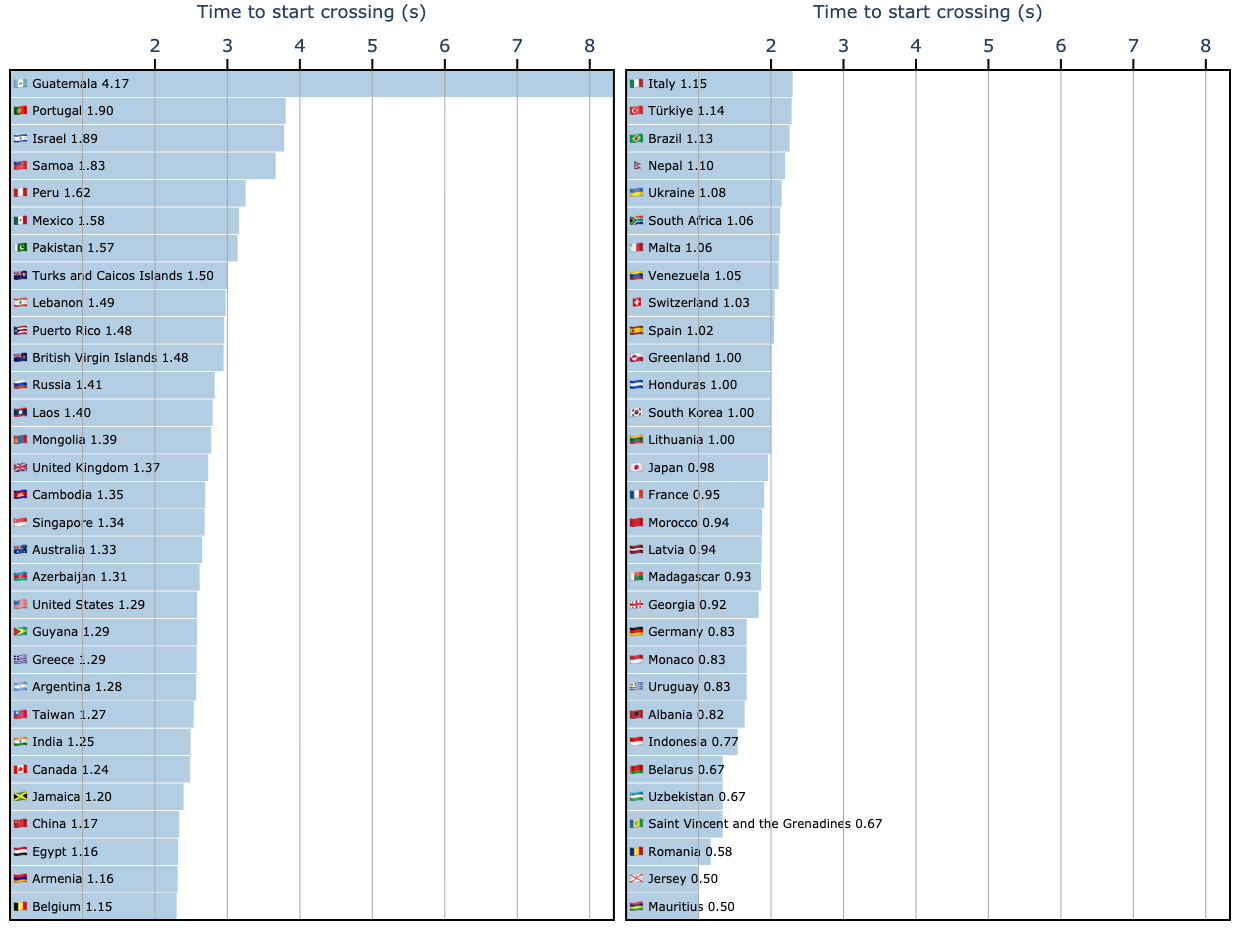 Time to start crossing (s)
2 3 4 5 6 7 8
Guatemala 4.17
Portugal 1.90
Israel 1.89
Samoa 1.83
Peru 1.62
Mexico 1.58
Pakistan 1.57
Turks and Caicos Islands 1.50
Lebanon 1.49
Puerto Rico 1.48
British Virgin Islands 1.48
Russia 1.41
Laos 1.40
Mongolia 1.39
United Kingdom 1.37
Cambodia 1.35
Singapore 1.34
Australia 1.33
Azerbaijan 1.31
United States 1.29
Guyana 1.29
Greece 1.29
Argentina 1.28
Taiwan 1.27
India 1.25
Canada 1.24
Jamaica 1.20
China 1.17
Egypt 1.16
Armenia 1.16
Belgium 1.15
Time to start crossing (s)
2 3 4 5 6 7 8
Italy 1.15
Türkiye 1.14
Brazil 1.13
Nepal 1.10
Ukraine 1.08
South Africa 1.06
Malta 1.06
Venezuela 1.05
Switzerland 1.03
Spain 1.02
Greenland 1.00
Honduras 1.00
South Korea 1.00
Lithuania 1.00
Japan 0.98
France 0.95
Morocco 0.94
Latvia 0.94
Madagascar 0.93
Georgia 0.92
Germany 0.83
Monaco 0.83
Uruguay 0.83
Albania 0.82
Indonesia 0.77
Belarus 0.67
Uzbekistan 0.67
Saint Vincent and the Grenadines 0.67
Romania 0.58
Jersey 0.50
Mauritius 0.50